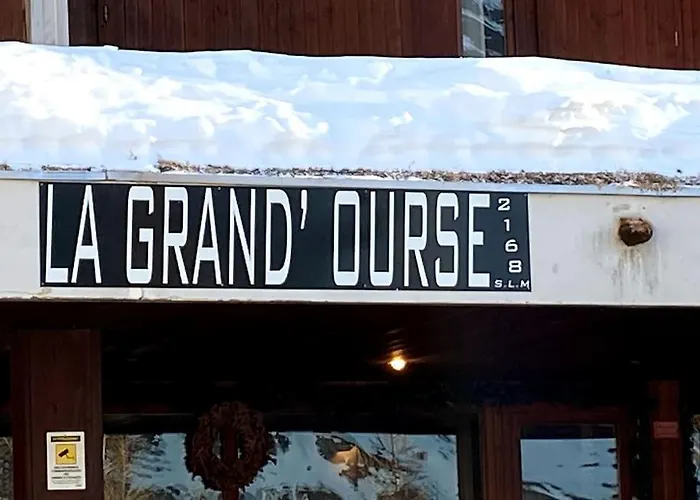 LA GRAND' OURSE 2168 S.L.M